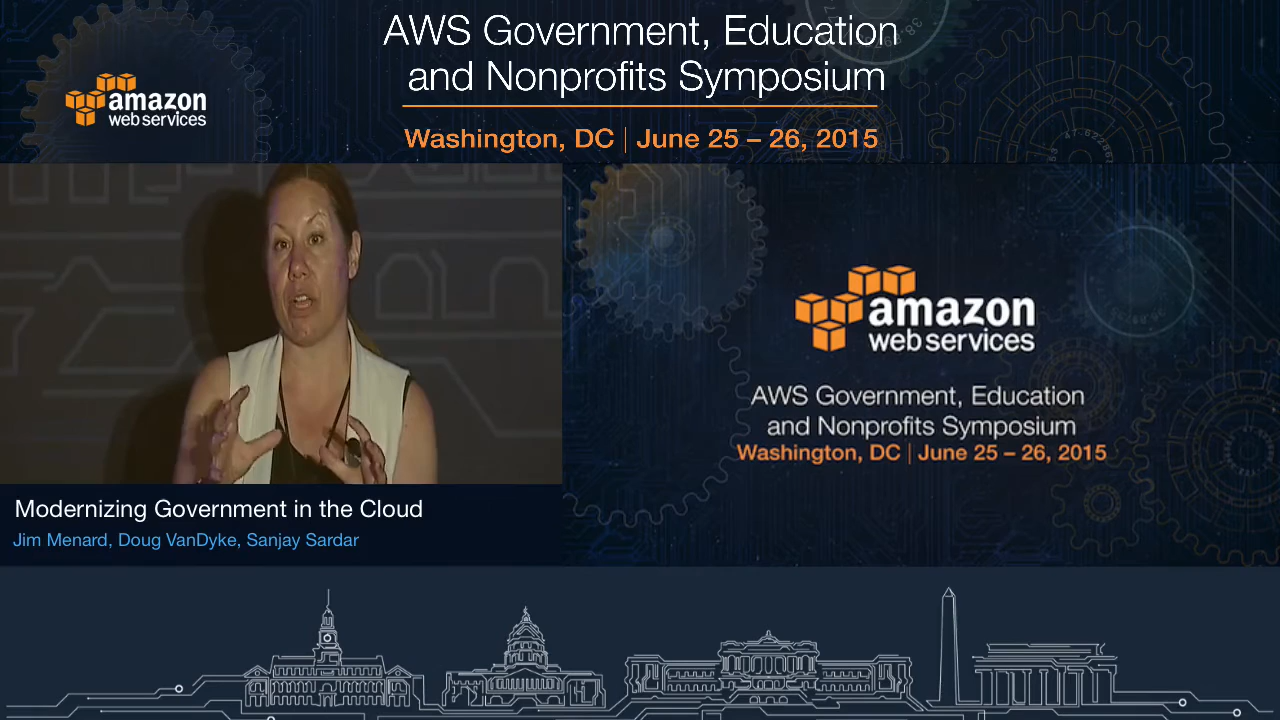 AWS Government, Education
and Nonprofits Symposium
amazon
web services
Washington, DC | June 25 – 26, 2015
amazon
web services
AWS Government, Education
and Nonprofits Symposium
Washington, DC | June 25 – 26, 2015
Modernizing Government in the Cloud
Jim Menard, Doug VanDyke, Sanjay Sardar